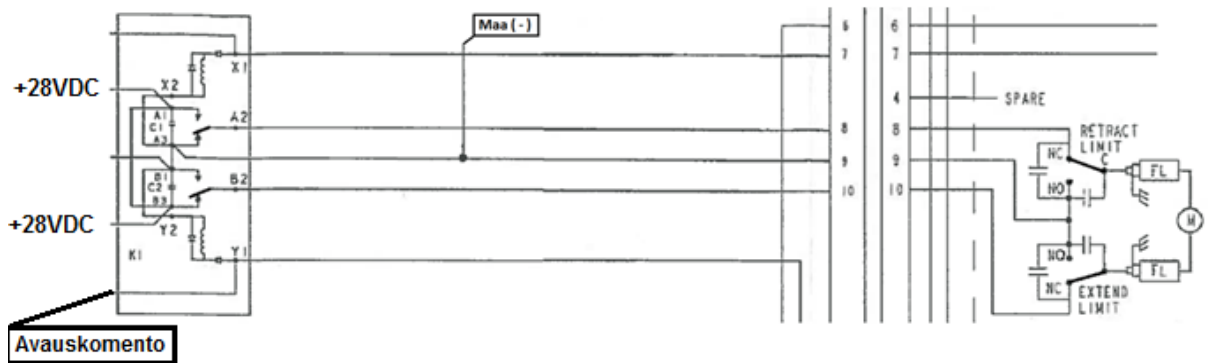 Maa ( - )
6 6
7 7
X1
X2
+28VDC
A1
C1
A3
A2
4 SPARE
8 8
RETRACT
LIMIT
NC
C
FL
9 9
NO
B1
C2
B3
B2
10 10
M
+28VDC
Y2
K1
Y1
NO
FL
NC
EXTEND
LIMIT
Avauskomento